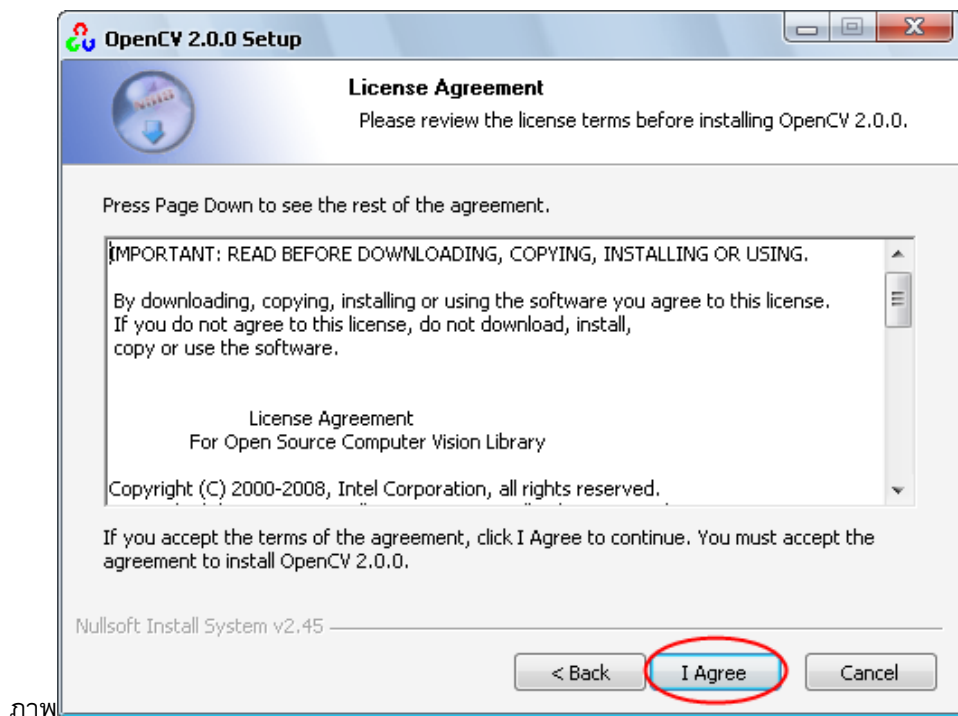 OpenCV 2.0.0 Setup
License Agreement
Please review the license terms before installing OpenCV 2.0.0.
Press Page Down to see the rest of the agreement.
IMPORTANT: READ BEFORE DOWNLOADING, COPYING, INSTALLING OR USING.
By downloading, copying, installing or using the software you agree to this license.
If you do not agree to this license, do not download, install,
copy or use the software.
License Agreement
For Open Source Computer Vision Library
Copyright (C) 2000-2008, Intel Corporation, all rights reserved.
If you accept the terms of the agreement, click I Agree to continue. You must accept the
agreement to install OpenCV 2.0.0.
Nullsoft Install System v2.45
< Back I Agree Cancel
ภาพ